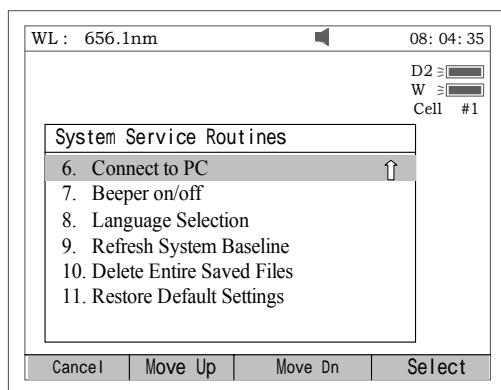 WL: 656.1nm 08:04:35
D2
W
Cell #1
System Service Routines
6. Connect to PC
7. Beeper on/off
8. Language Selection
9. Refresh System Baseline
10. Delete Entire Saved Files
11. Restore Default Settings
Cancel Move Up Move Dn Select